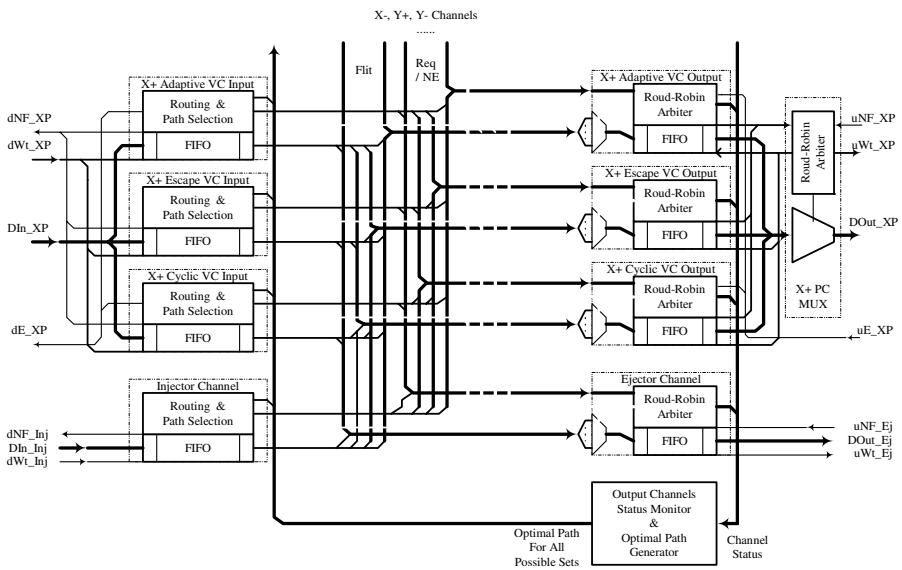 X-, Y+, Y- Channels
......
Flit
Req
/ NE
X+ Adaptive VC Input
Routing &
Path Selection
FIFO
dNF_XP
dWt_XP
X+ Escape VC Input
Routing &
Path Selection
FIFO
DIn_XP
X+ Cyclic VC Input
Routing &
Path Selection
FIFO
dE_XP
Injector Channel
Routing &
Path Selection
FIFO
dNF_Inj
DIn_Inj
dWt_Inj
X+ Adaptive VC Output
Roud-Robin
Arbiter
FIFO
X+ Escape VC Output
Roud-Robin
Arbiter
FIFO
X+ Cyclic VC Output
Roud-Robin
Arbiter
FIFO
Ejector Channel
Roud-Robin
Arbiter
FIFO
Roud-Robin
Arbiter
X+ PC
MUX
uNF_XP
uWt_XP
DOut_XP
uE_XP
uNF_Ej
DOut_Ej
uWt_Ej
Output Channels
Status Monitor
&
Optimal Path
Generator
Optimal Path
For All
Possible Sets
Channel
Status